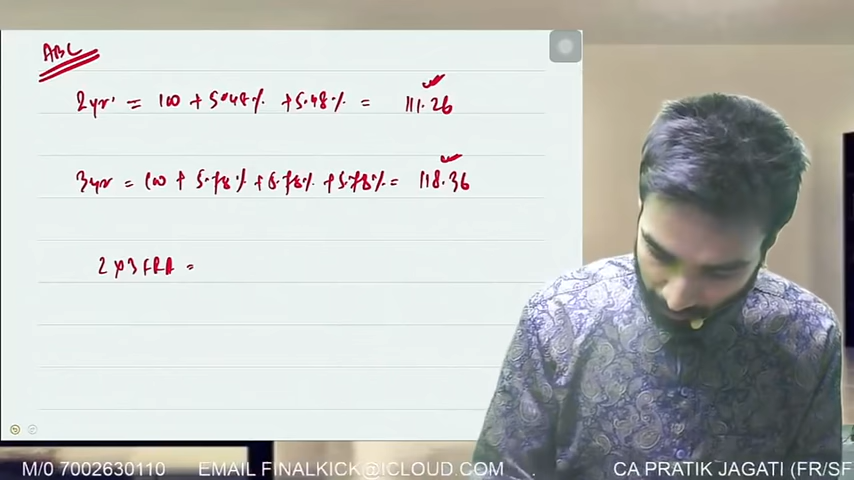 ABC
2yr' = 100 + 5.48% + 5.48% = 111.26
3yr = 100 + 5.78% + 5.78% + 5.78% = 118.36
2 x 3 FRA =
M/0 7002630110 EMAIL FINALKICK@ICLOUD.COM CA PRATIK JAGATI (FR/SF